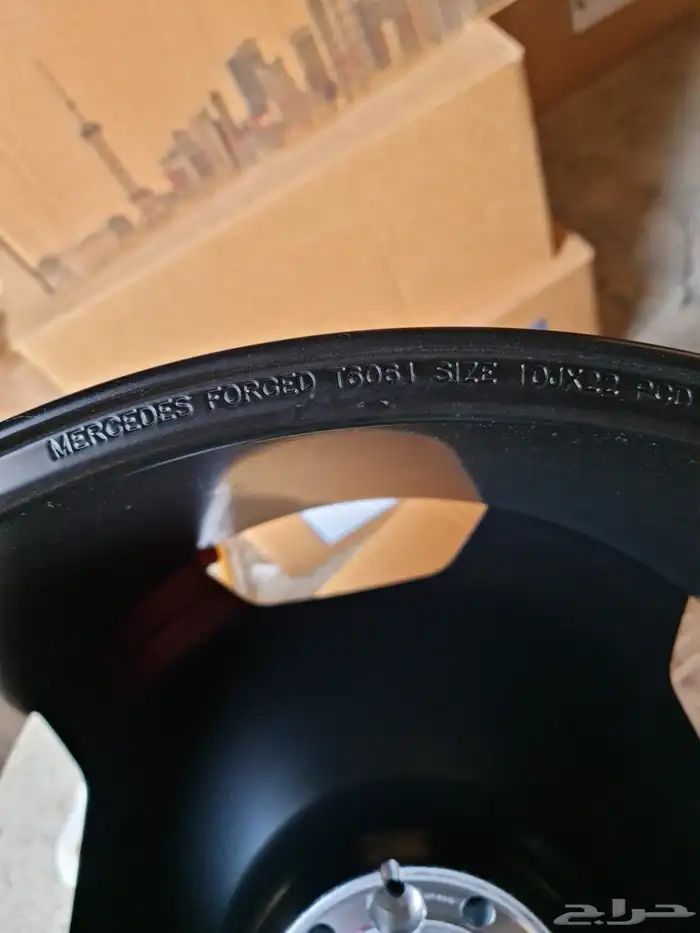 MERCEDES FORGED T6061 SIZE 10JX22 PCD
حراج